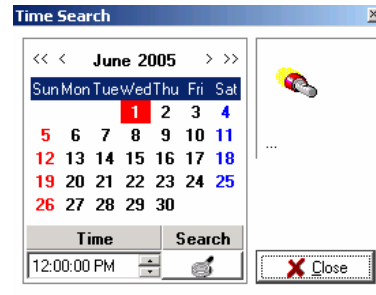 Time Search
<< < June 2005 > >>
Sun Mon Tue Wed Thu Fri Sat
1 2 3 4
5 6 7 8 9 10 11
12 13 14 15 16 17 18
19 20 21 22 23 24 25
26 27 28 29 30
...
Time Search
12:00:00 PM
Close